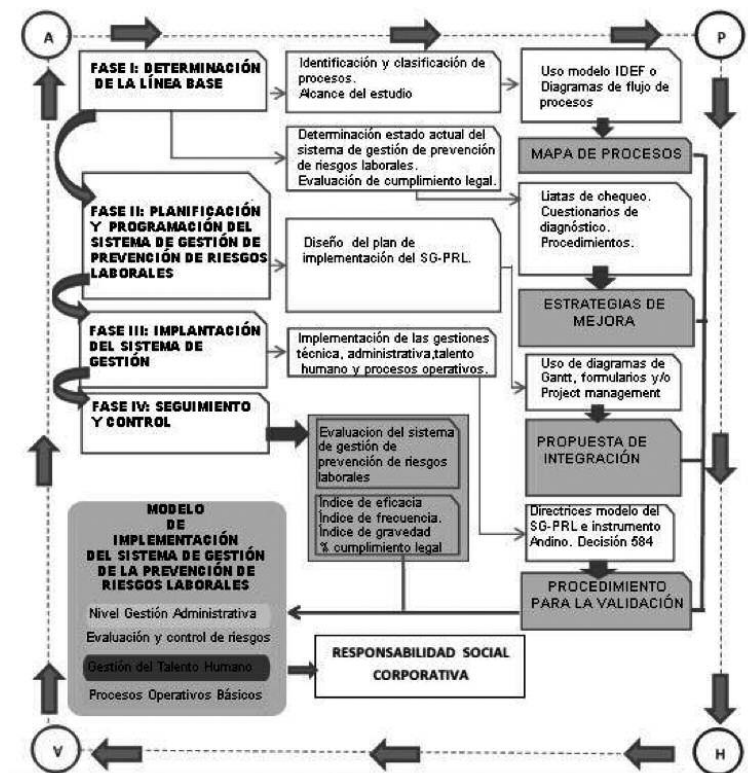 A
P
FASE I: DETERMINACIÓN
DE LA LÍNEA BASE
Identificación y clasificación de
procesos.
Alcance del estudio
Uso modelo IDEF o
Diagramas de flujo de
procesos
Determinación estado actual del
sistema de gestión de prevención
de riesgos laborales.
Evaluación de cumplimiento legal.
MAPA DE PROCESOS
FASE II: PLANIFICACIÓN
Y PROGRAMACIÓN DEL
SISTEMA DE GESTIÓN DE
PREVENCIÓN DE RIESGOS
LABORALES
Diseño del plan de
implementación del SG-PRL.
Liatas de chequeo.
Cuestionarios de
diagnóstico.
Procedimientos.
ESTRATEGIAS DE
MEJORA
FASE III: IMPLANTACIÓN
DEL SISTEMA DE
GESTIÓN
Implementación de las gestiones
técnica, administrativa,talento
humano y procesos operativos.
Uso de diagramas de
Gantt, formularios y/o
Project management
FASE IV: SEGUIMIENTO
Y CONTROL
Evaluacion del sistema
de gestión de
prevención de riesgos
laborales
PROPUESTA DE
INTEGRACIÓN
Índice de eficacia
Índice de frecuencia.
Índice de gravedad
% cumplimiento legal
Directrices modelo del
SG-PRL e instrumento
Andino. Decisión 584
PROCEDIMIENTO
PARA LA VALIDACIÓN
MODELO
DE
IMPLEMENTACIÓN
DEL SISTEMA DE GESTIÓN
DE LA PREVENCIÓN DE
RIESGOS LABORALES
Nivel Gestión Administrativa
Evaluación y control de riesgos
Gestión del Talento Humano
Procesos Operativos Básicos
RESPONSABILIDAD SOCIAL
CORPORATIVA
V
H